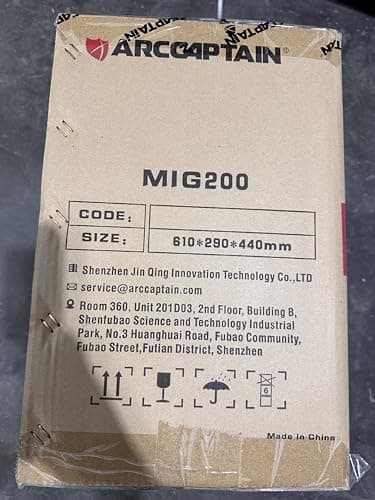 ARCCAPTAIN®
MIG200
CODE:
SIZE: 610*290*440mm
Shenzhen Jin Qing Innovation Technology Co.,LTD
service@arccaptain.com
Room 360, Unit 201D03, 2nd Floor, Building B,
Shenfubao Science and Technology Industrial
Park, No.3 Huanghuai Road, Fubao Community,
Fubao Street,Futian District, Shenzhen
6
Made in China